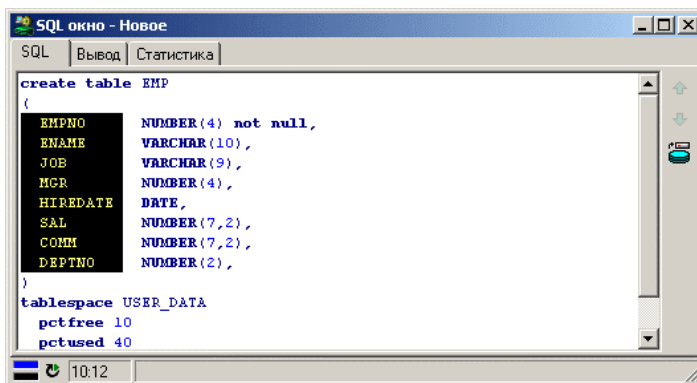 SQL окно - Новое
SQL Вывод Статистика
create table EMP
(
EMPNO NUMBER(4) not null,
ENAME VARCHAR(10),
JOB VARCHAR(9),
MGR NUMBER(4),
HIREDATE DATE,
SAL NUMBER(7,2),
COMM NUMBER(7,2),
DEPTNO NUMBER(2),
)
tablespace USER_DATA
pctfree 10
pctused 40
10:12